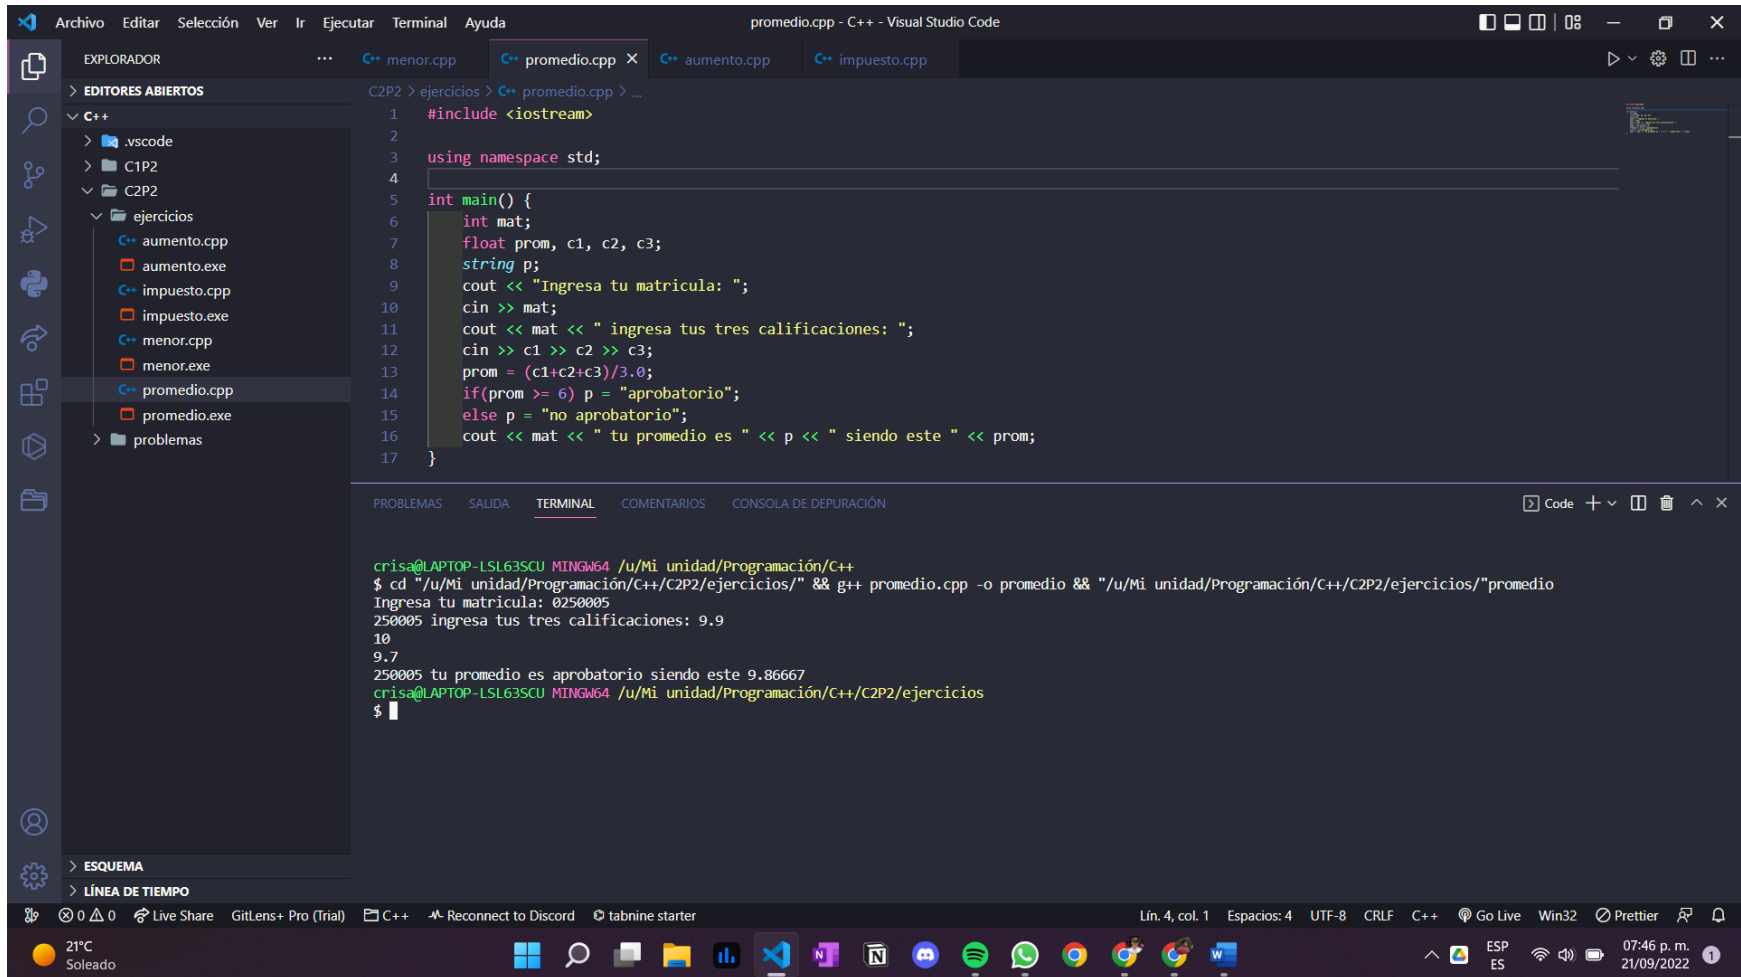 Archivo Editar Selección Ver Ir Ejecutar Terminal Ayuda
promedio.cpp - C++ - Visual Studio Code
EXPLORADOR
menor.cpp
promedio.cpp
aumento.cpp
impuesto.cpp
EDITORES ABIERTOS
C++
.vscode
C1P2
C2P2
ejercicios
aumento.cpp
aumento.exe
impuesto.cpp
impuesto.exe
menor.cpp
menor.exe
promedio.cpp
promedio.exe
problemas
ESQUEMA
LÍNEA DE TIEMPO
C2P2 > ejercicios > promedio.cpp > ...
1 #include <iostream>
2
3 using namespace std;
4
5 int main() {
6 int mat;
7 float prom, c1, c2, c3;
8 string p;
9 cout << "Ingresa tu matricula: ";
10 cin >> mat;
11 cout << mat << " ingresa tus tres calificaciones: ";
12 cin >> c1 >> c2 >> c3;
13 prom = (c1+c2+c3)/3.0;
14 if(prom >= 6) p = "aprobatorio";
15 else p = "no aprobatorio";
16 cout << mat << " tu promedio es " << p << " siendo este " << prom;
17 }
PROBLEMAS SALIDA TERMINAL COMENTARIOS CONSOLA DE DEPURACIÓN
Code
crisa@LAPTOP-LSL63SCU MINGW64 /u/Mi unidad/Programación/C++
$ cd "/u/Mi unidad/Programación/C++/C2P2/ejercicios/" && g++ promedio.cpp -o promedio && "/u/Mi unidad/Programación/C++/C2P2/ejercicios/"promedio
Ingresa tu matricula: 0250005
250005 ingresa tus tres calificaciones: 9.9
10
9.7
250005 tu promedio es aprobatorio siendo este 9.86667
crisa@LAPTOP-LSL63SCU MINGW64 /u/Mi unidad/Programación/C++/C2P2/ejercicios
$
0 0 Live Share GitLens+ Pro (Trial) C++ Reconnect to Discord tabnine starter
Lín. 4, col. 1 Espacios: 4 UTF-8 CRLF C++ Go Live Win32 Prettier
21°C
Soleado
ESP
ES
07:46 p. m.
21/09/2022
1